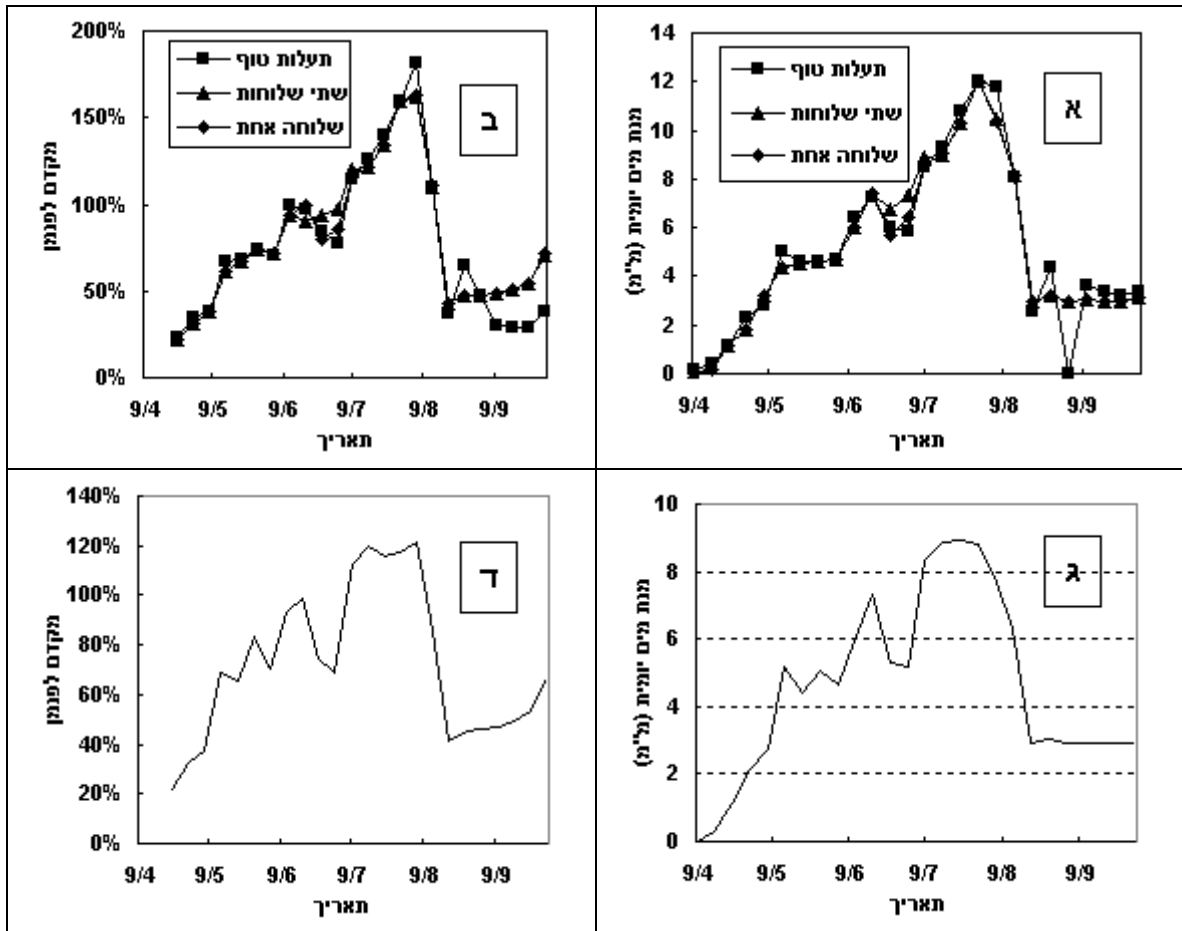 14
12
10
8
6
4
2
0
מנת מים יומית (מ"מ)
תעלות טוף
שתי שלוחות
שלוחה אחת
א
9/4 9/5 9/6 9/7 9/8 9/9
תאריך
200%
150%
100%
50%
0%
מקדם לפנמן
תעלות טוף
שתי שלוחות
שלוחה אחת
ב
9/4 9/5 9/6 9/7 9/8 9/9
תאריך
10
8
6
4
2
0
מנת מים יומית (מ"מ)
ג
9/4 9/5 9/6 9/7 9/8 9/9
תאריך
140%
120%
100%
80%
60%
40%
20%
0%
מקדם לפנמן
ד
9/4 9/5 9/6 9/7 9/8 9/9
תאריך